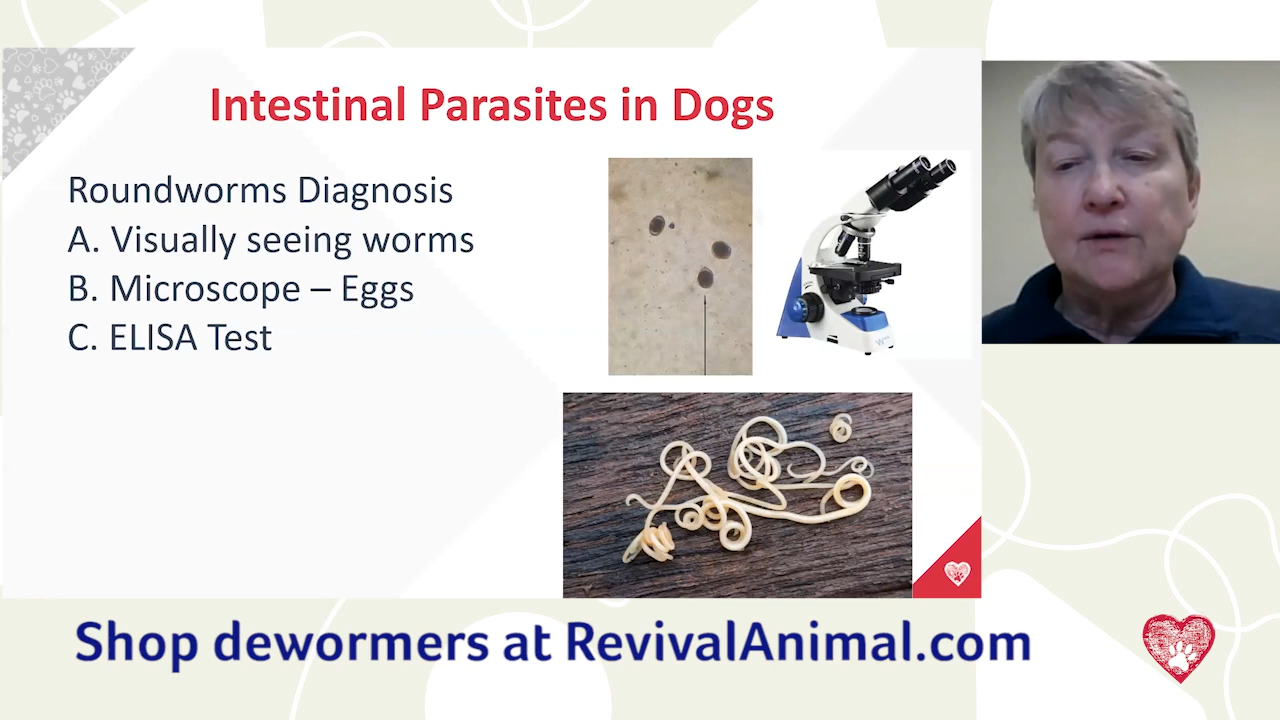 Intestinal Parasites in Dogs
Roundworms Diagnosis
A. Visually seeing worms
B. Microscope – Eggs
C. ELISA Test
Shop dewormers at RevivalAnimal.com